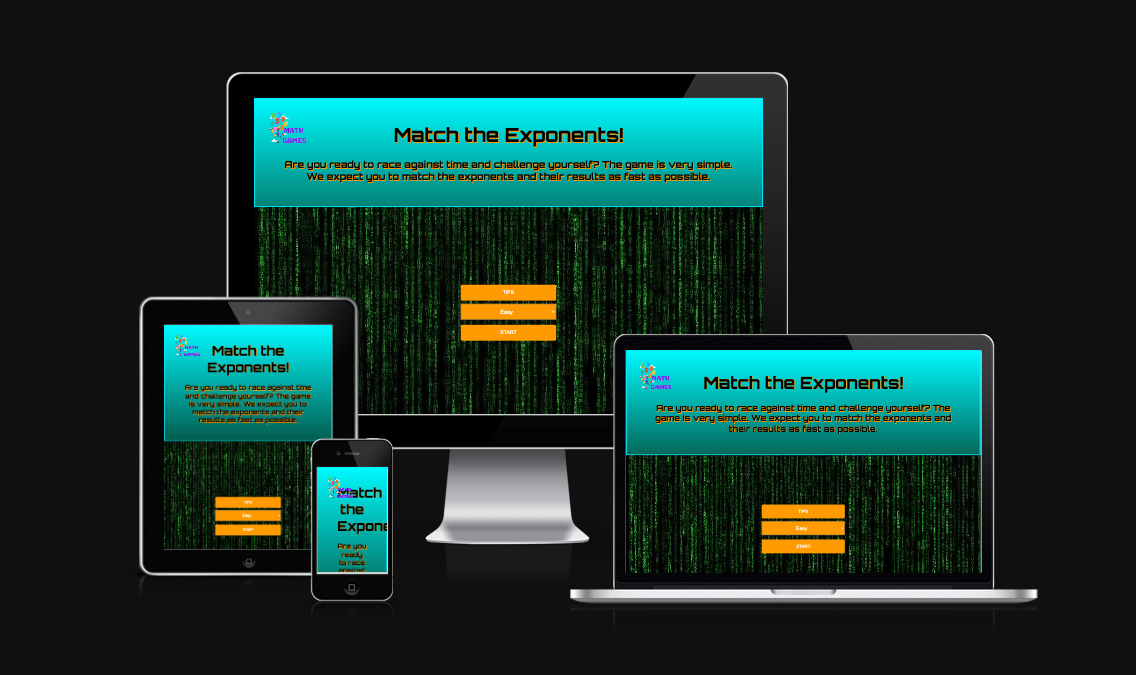 MATH
GAMES
Match the Exponents!
Are you ready to race against time and challenge yourself? The game is very simple.
We expect you to match the exponents and their results as fast as possible.
TIPS
Easy
START
MATH
GAMES
Match the
Exponents!
Are you ready to race against time
and challenge yourself? The game
is very simple. We expect you to
match the exponents and their
results as fast as possible.
TIPS
Easy
START
Match
the
Expone
Are you
ready
to race
against
MATH
GAMES
Match the Exponents!
Are you ready to race against time and challenge yourself? The
game is very simple. We expect you to match the exponents and
their results as fast as possible.
TIPS
Easy
START